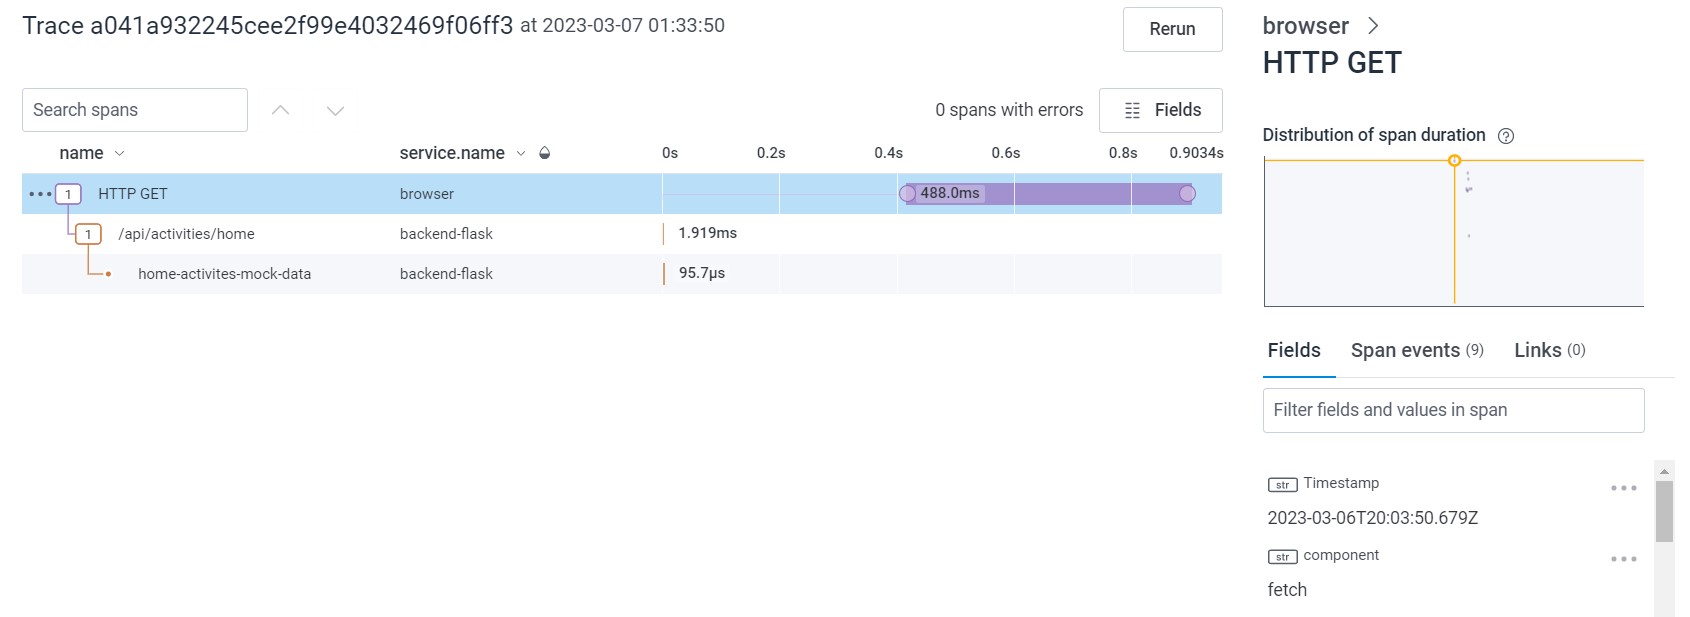 Trace a041a932245cee2f99e4032469f06ff3 at 2023-03-07 01:33:50
Rerun
Search spans
0 spans with errors
Fields
name service.name 0s 0.2s 0.4s 0.6s 0.8s 0.9034s
1 HTTP GET browser 488.0ms
1 /api/activities/home backend-flask 1.919ms
home-activites-mock-data backend-flask 95.7µs
browser
HTTP GET
Distribution of span duration ?
Fields Span events (9) Links (0)
Filter fields and values in span
str Timestamp
2023-03-06T20:03:50.679Z
str component
fetch